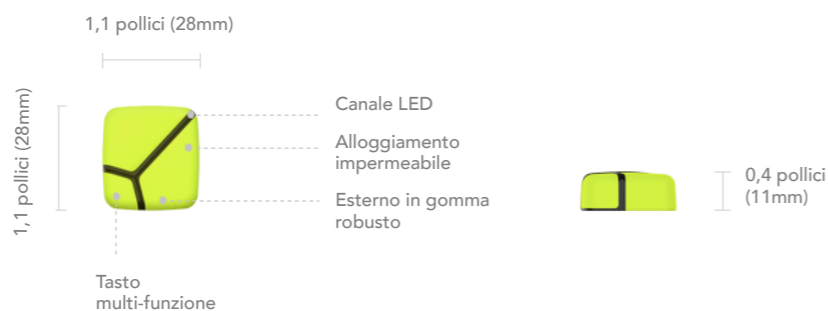 1,1 pollici (28mm)
1,1 pollici (28mm)
Canale LED
Alloggiamento
impermeabile
Esterno in gomma
robusto
Tasto
multi-funzione
0,4 pollici
(11mm)